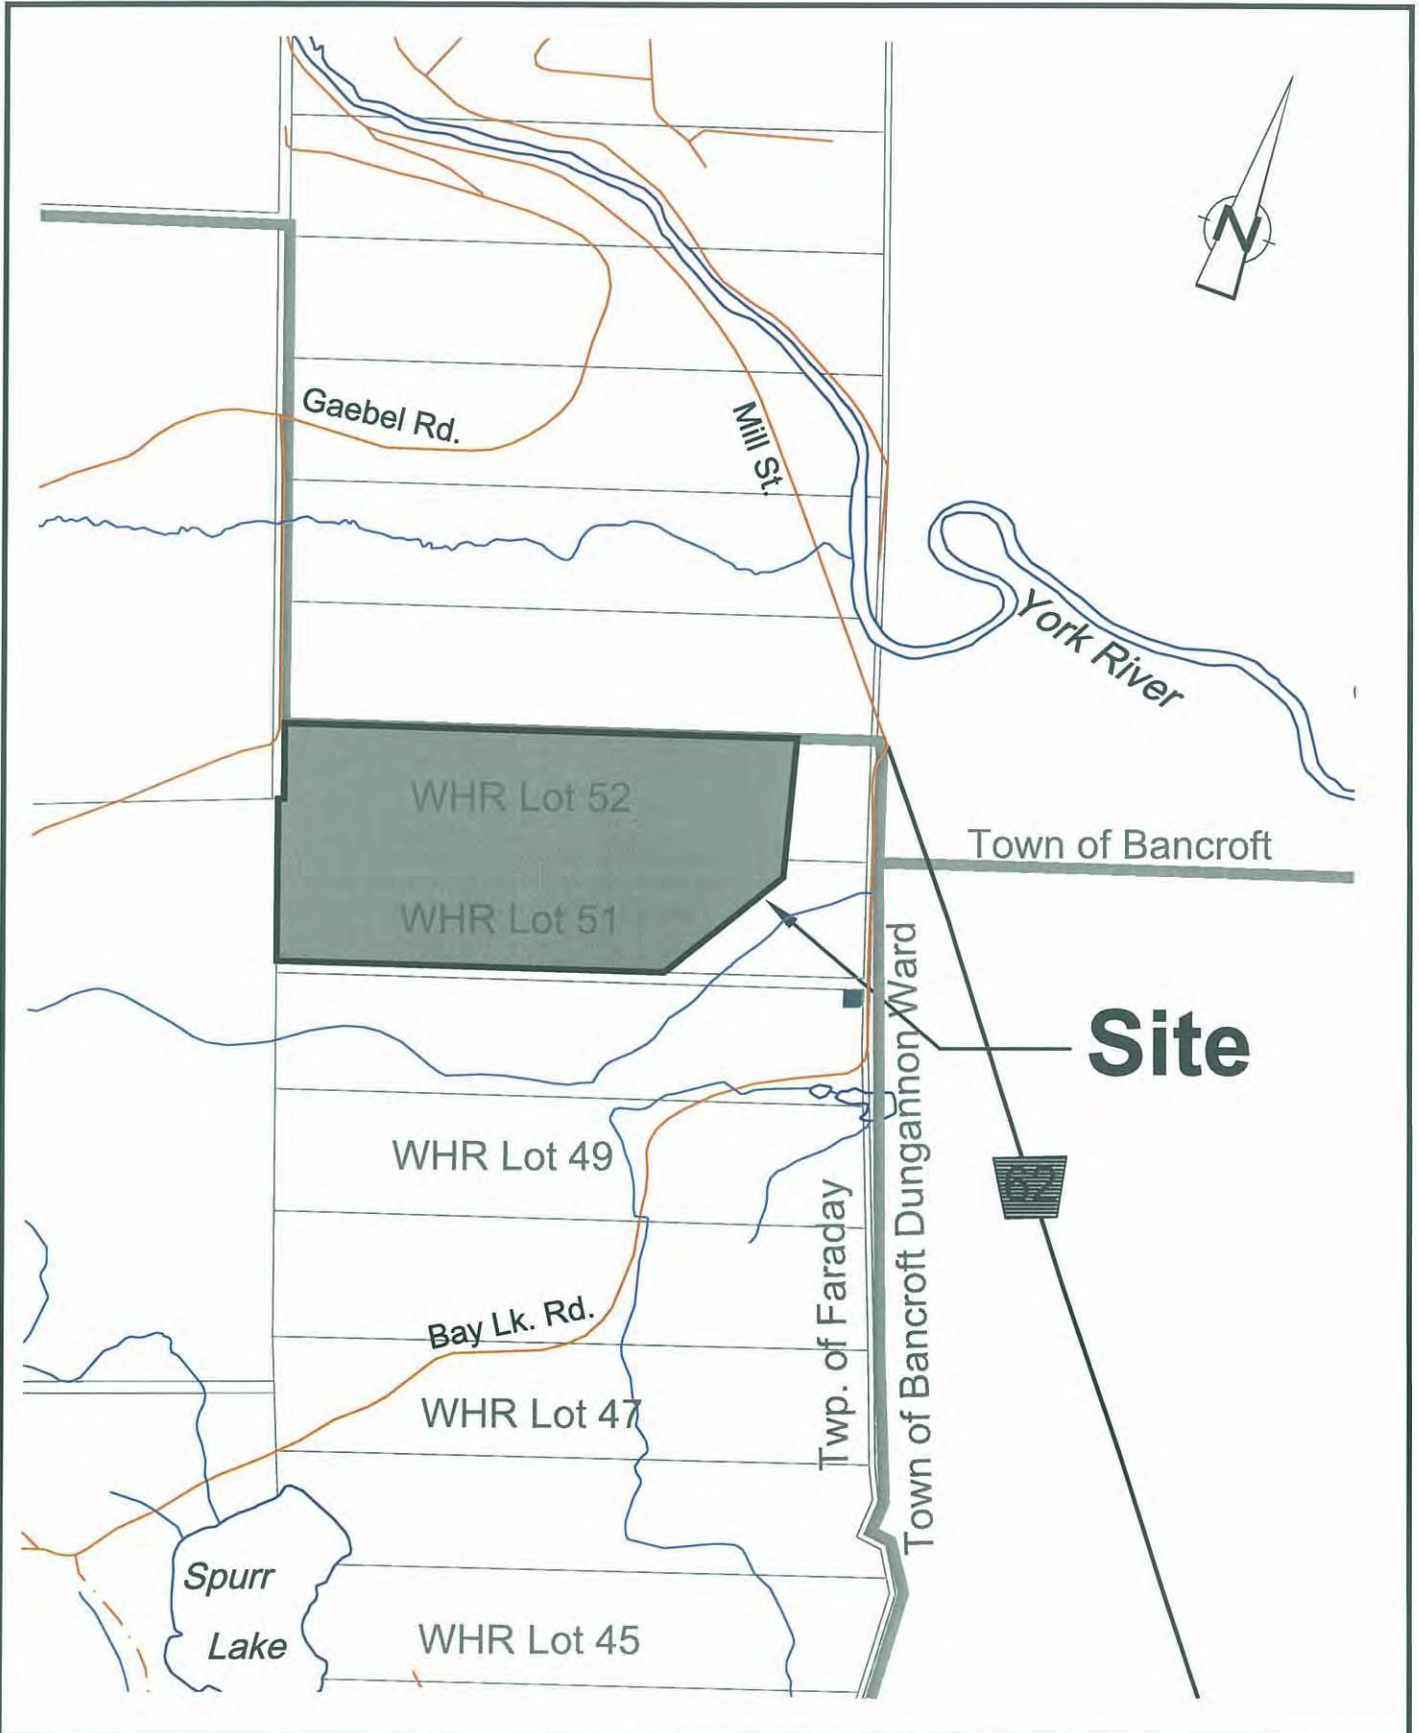 N
Gaebel Rd.
Mill St.
York River
WHR Lot 52
Town of Bancroft
WHR Lot 51
Site
WHR Lot 49
62
Twp. of Faraday
Town of Bancroft Dungannon Ward
Bay Lk. Rd.
WHR Lot 47
Spurr
Lake
WHR Lot 45